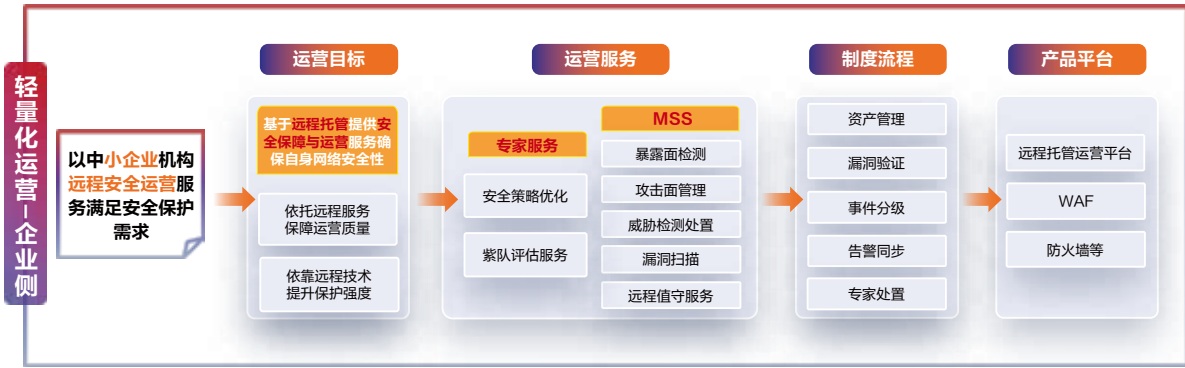 轻量化运营-企业侧
以中小企业机构
远程安全运营服
务满足安全保护
需求
运营目标
基于远程托管提供安
全保障与运营服务确
保自身网络安全性
依托远程服务
保障运营质量
依靠远程技术
提升保护强度
运营服务
专家服务
安全策略优化
紫队评估服务
MSS
暴露面检测
攻击面管理
威胁检测处置
漏洞扫描
远程值守服务
制度流程
资产管理
漏洞验证
事件分级
告警同步
专家处置
产品平台
远程托管运营平台
WAF
防火墙等